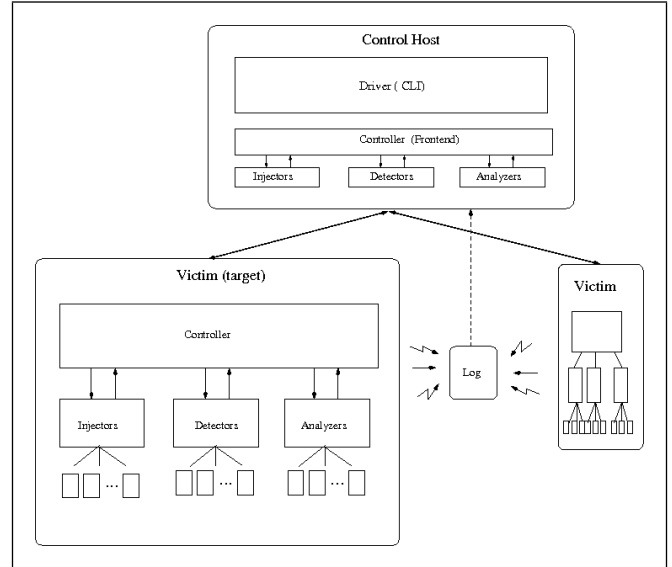 Control Host
Driver ( CLI)
Controller (Frontend)
Injectors Detectors Analyzers
Victim (target)
Controller
Injectors Detectors Analyzers
... ... ...
Log
Victim